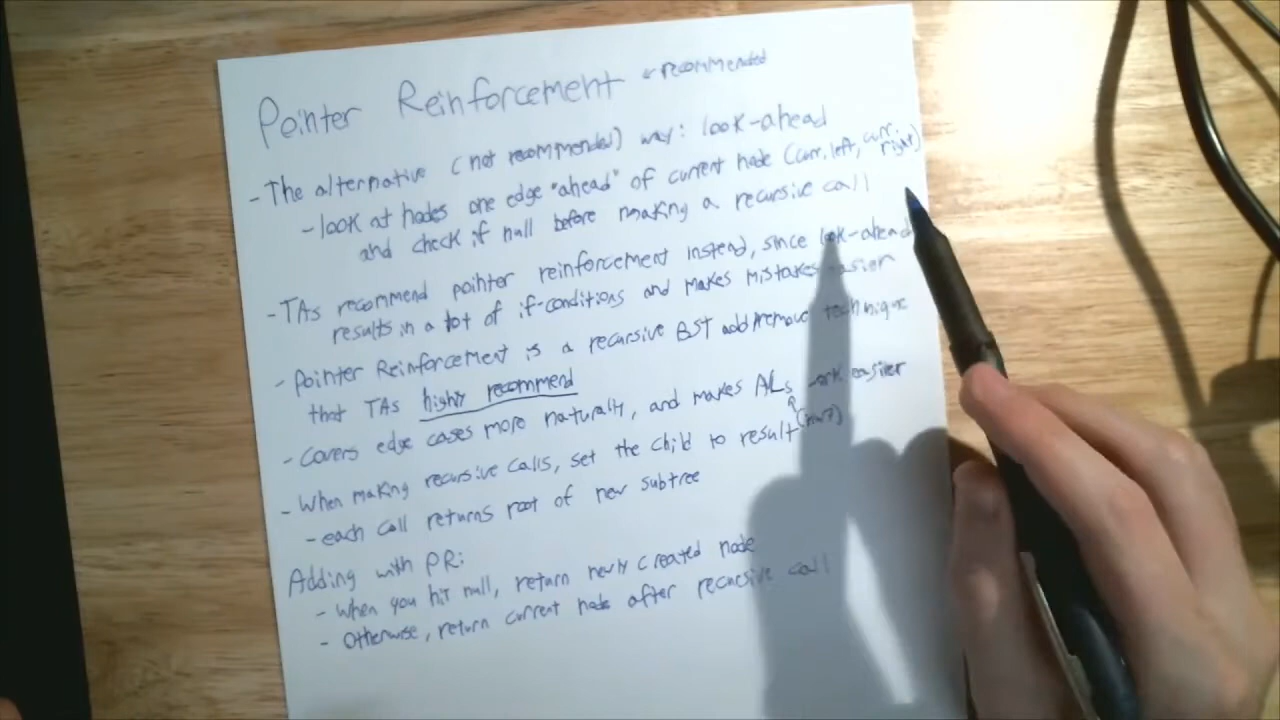 Pointer Reinforcement ← recommended
- The alternative (not recommended) way: look-ahead
- look at nodes one edge "ahead" of current node (curr.left, curr.right)
and check if null before making a recursive call
- TAs recommend pointer reinforcement instead, since look-ahead
results in a lot of if-conditions and makes mistakes easier
- Pointer Reinforcement is a recursive BST add/remove technique
that TAs highly recommend
- Covers edge cases more naturally, and makes AVLs work easier
- When making recursive calls, set the child to result
- each call returns root of new subtree
Adding with PR:
- When you hit null, return newly created node
- Otherwise, return current node after recursive call